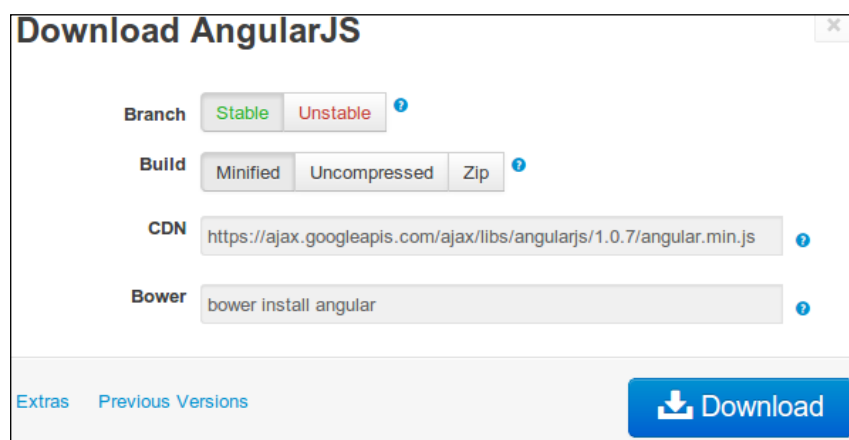 Download AngularJS
×
Branch Stable Unstable ?
Build Minified Uncompressed Zip ?
CDN https://ajax.googleapis.com/ajax/libs/angularjs/1.0.7/angular.min.js ?
Bower bower install angular ?
Extras Previous Versions Download